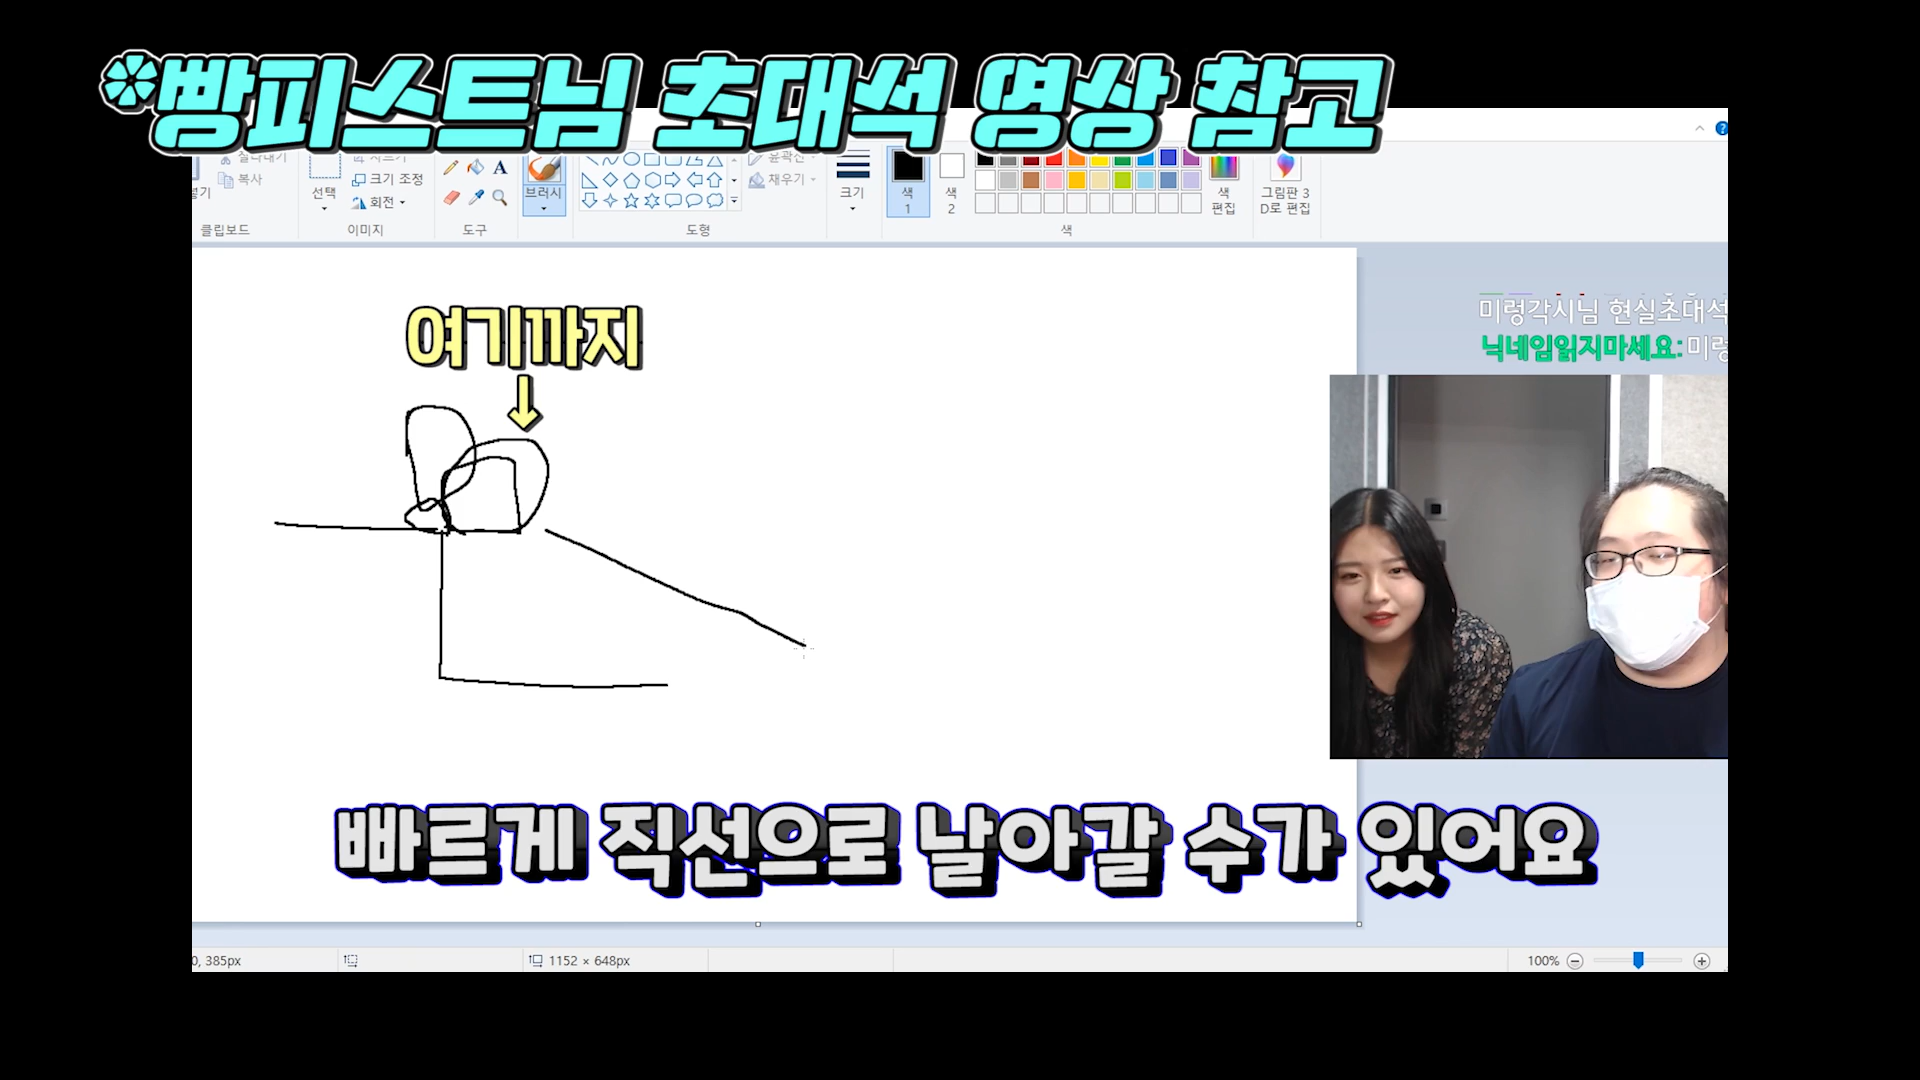 *빵피스트님 초대석 영상 참고
복사
선택
크기 조정
회전
A
브러시
윤곽선
채우기
크기
색
1
색
2
색
편집
그림판 3
D로 편집
클립보드
이미지
도구
도형
색
여기까지
미령각시님 현실초대석
닉네임읽지마세요: 미령
빠르게 직선으로 날아갈 수가 있어요
0, 385px
1152 × 648px
100%